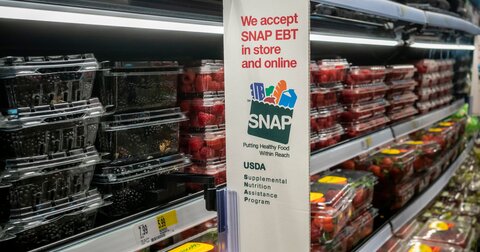 We accept
SNAP EBT
in store
and online
SNAP
Putting Healthy Food
Within Reach
USDA
Supplemental
Nutrition
Assistance
Program